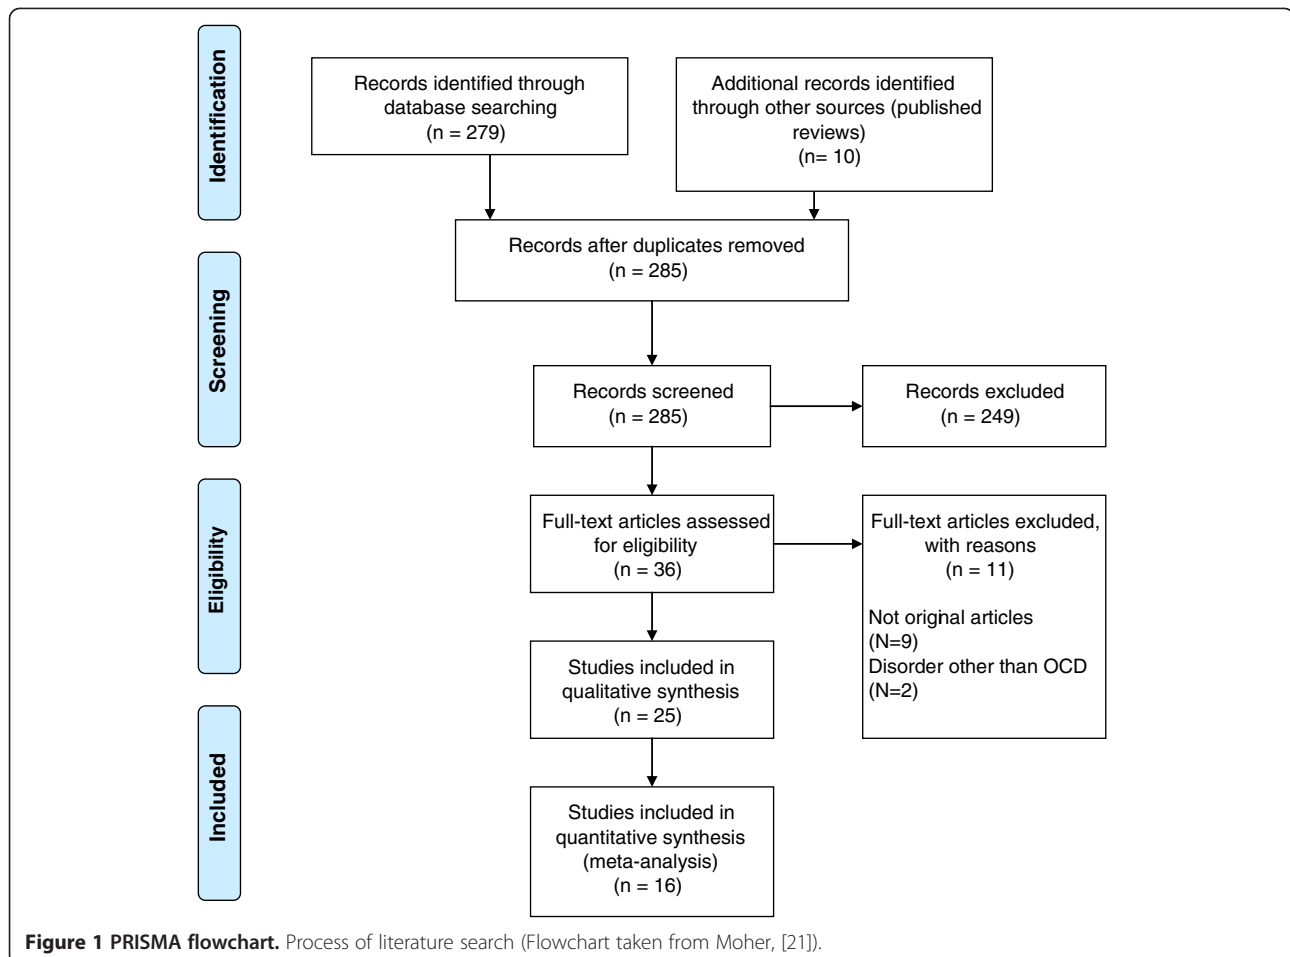 Identification
Records identified through
database searching
(n = 279)
Additional records identified
through other sources (published
reviews)
(n= 10)
Records after duplicates removed
(n = 285)
Screening
Records screened
(n = 285)
Records excluded
(n = 249)
Eligibility
Full-text articles assessed
for eligibility
(n = 36)
Full-text articles excluded,
with reasons
(n = 11)
Not original articles
(N=9)
Disorder other than OCD
(N=2)
Studies included in
qualitative synthesis
(n = 25)
Included
Studies included in
quantitative synthesis
(meta-analysis)
(n = 16)
Figure 1 PRISMA flowchart. Process of literature search (Flowchart taken from Moher, [21]).